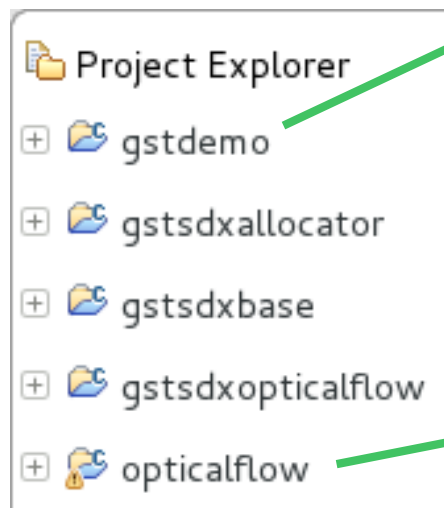 Project Explorer
gstdemo
gstsdxallocator
gstsdxbase
gstsdxopticalflow
opticalflow